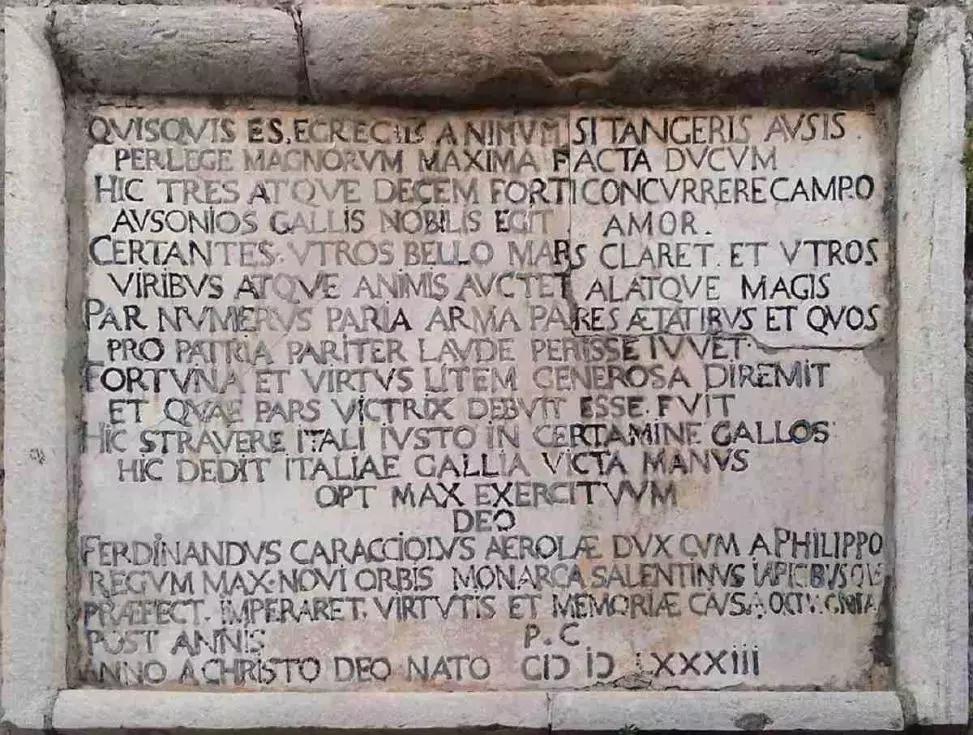 QVISQVIS ES, EGREGIIS ANIMVM SI TANGERIS AVSIS
PERLEGE MAGNORVM MAXIMA FACTA DVCVM
HIC TRES ATQVE DECEM FORTI CONCVRRERE CAMPO
AVSONIOS GALLIS NOBILIS EGIT AMOR.
CERTANTES. VTROS BELLO MARS CLARET. ET VTROS
VIRIBVS ATQVE ANIMIS AVCTET ALATQVE MAGIS
PAR NVMERVS PARIA ARMA PARES ÆTATIBVS ET QVOS
PRO PATRIA PARITER LAVDE PERISSE IVVET
FORTVNA ET VIRTVS LITEM GENEROSA DIREMIT
ET QVAE PARS VICTRIX DEBVIT ESSE. FVIT
HIC STRAVERE ITALI IVSTO IN CERTAMINE GALLOS
HIC DEDIT ITALIAE GALLIA VICTA MANVS
OPT MAX EXERCITVVM
DEO
FERDINANDVS CARACCIOLVS AEROLÆ DVX CVM A PHILIPPO
REGVM MAX. NOVI ORBIS MONARCA SALENTINVS IAPICIBVSQVE
PRÆFECT. IMPERARET. VIRTVTIS ET MEMORIÆ CAVSA
POST ANNIS P. C
ANNO A CHRISTO DEO NATO CIƆ IƆ LXXXIII